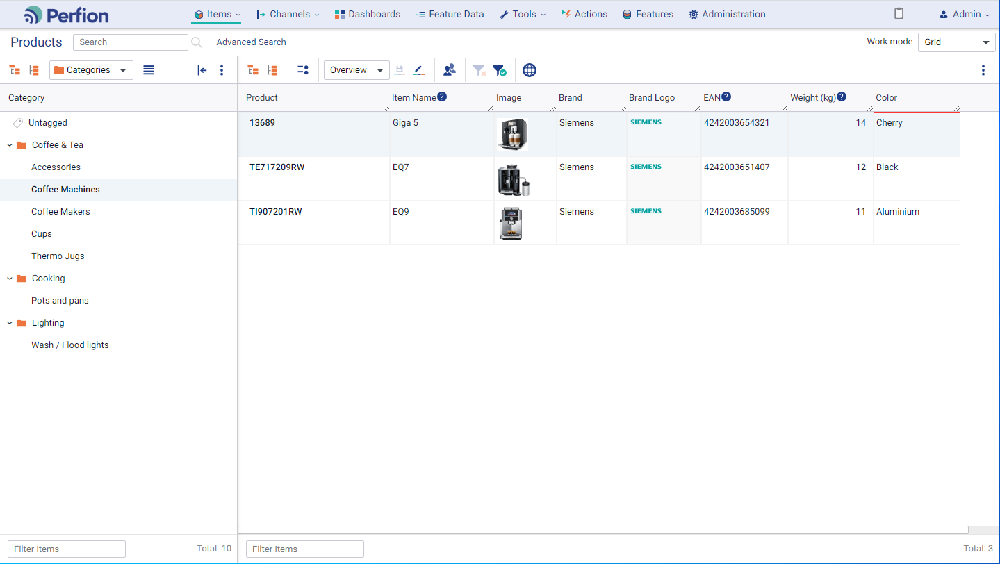 Perfion Items Channels Dashboards Feature Data Tools Actions Features Administration Admin
Products Search Advanced Search Work mode Grid
Categories Overview
Category
Product Item Name ? Image Brand Brand Logo EAN ? Weight (kg) ? Color
Untagged
Coffee & Tea
Accessories
Coffee Machines
Coffee Makers
Cups
Thermo Jugs
Cooking
Pots and pans
Lighting
Wash / Flood lights
13689 Giga 5 Siemens SIEMENS 4242003654321 14 Cherry
TE717209RW EQ7 Siemens SIEMENS 4242003651407 12 Black
TI907201RW EQ9 Siemens SIEMENS 4242003685099 11 Aluminium
Filter Items Total: 10
Filter Items Total: 3